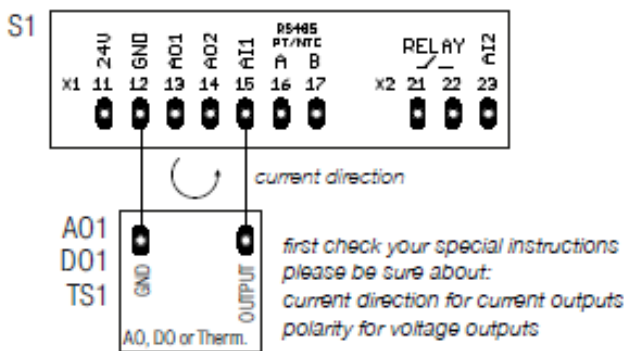 S1
24V GND AO1 AO2 AI1 RS485 PT/NTC A B RELAY AI2
X1 11 12 13 14 15 16 17 X2 21 22 23
current direction
AO1
DO1
TS1
GND OUTPUT
AO, DO or Therm.
first check your special instructions
please be sure about:
current direction for current outputs
polarity for voltage outputs